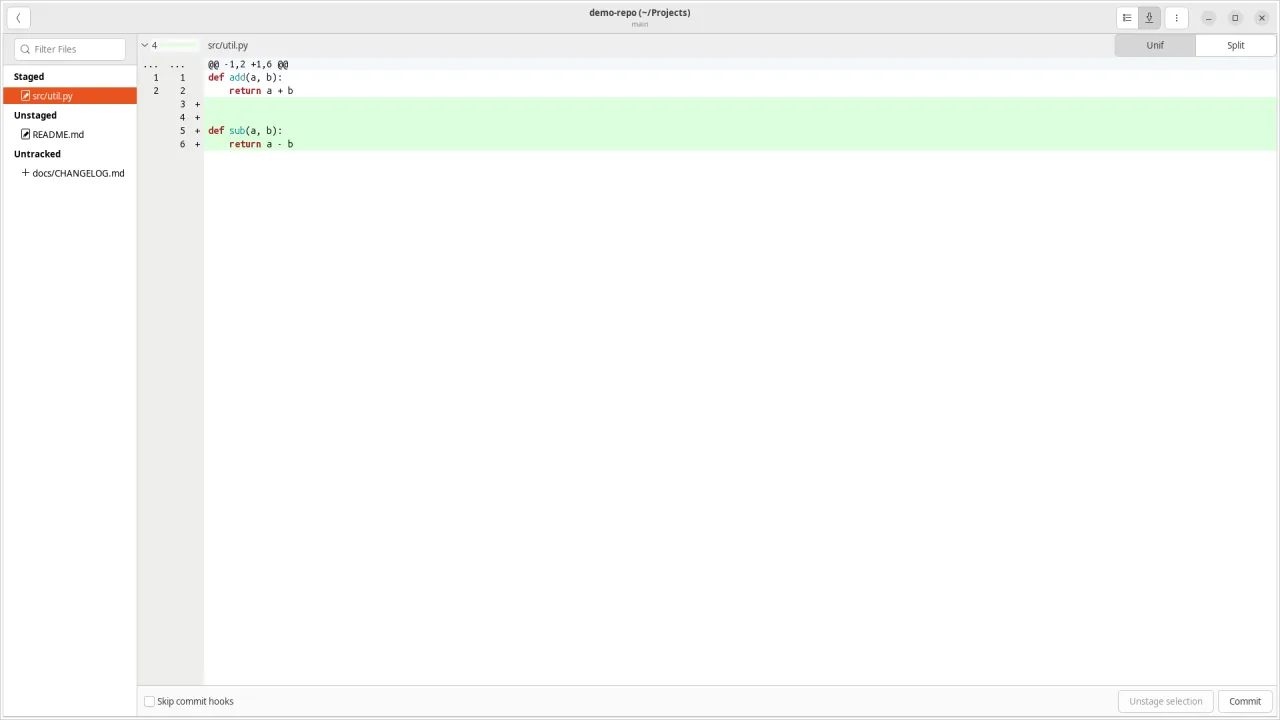 demo-repo (~/Projects)
main
Filter Files
Staged
src/util.py
Unstaged
README.md
Untracked
docs/CHANGELOG.md
4 src/util.py
Unif Split
... ... @@ -1,2 +1,6 @@
1 1 def add(a, b):
2 2 return a + b
3 +
4 +
5 + def sub(a, b):
6 + return a - b
Skip commit hooks
Unstage selection Commit